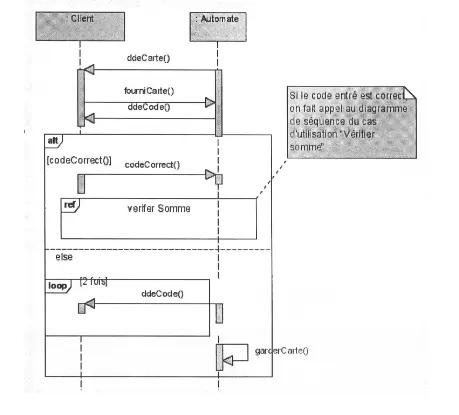 : Client
: Automate
ddeCarte()
fourniCarte()
ddeCode()
Si le code entré est correct,
on fait appel au diagramme
de séquence du cas
d'utilisation "Vérifier
somme"
alt
[codeCorrect()]
codeCorrect()
ref
verifer Somme
else
loop
[2 fois]
ddeCode()
garderCarte()